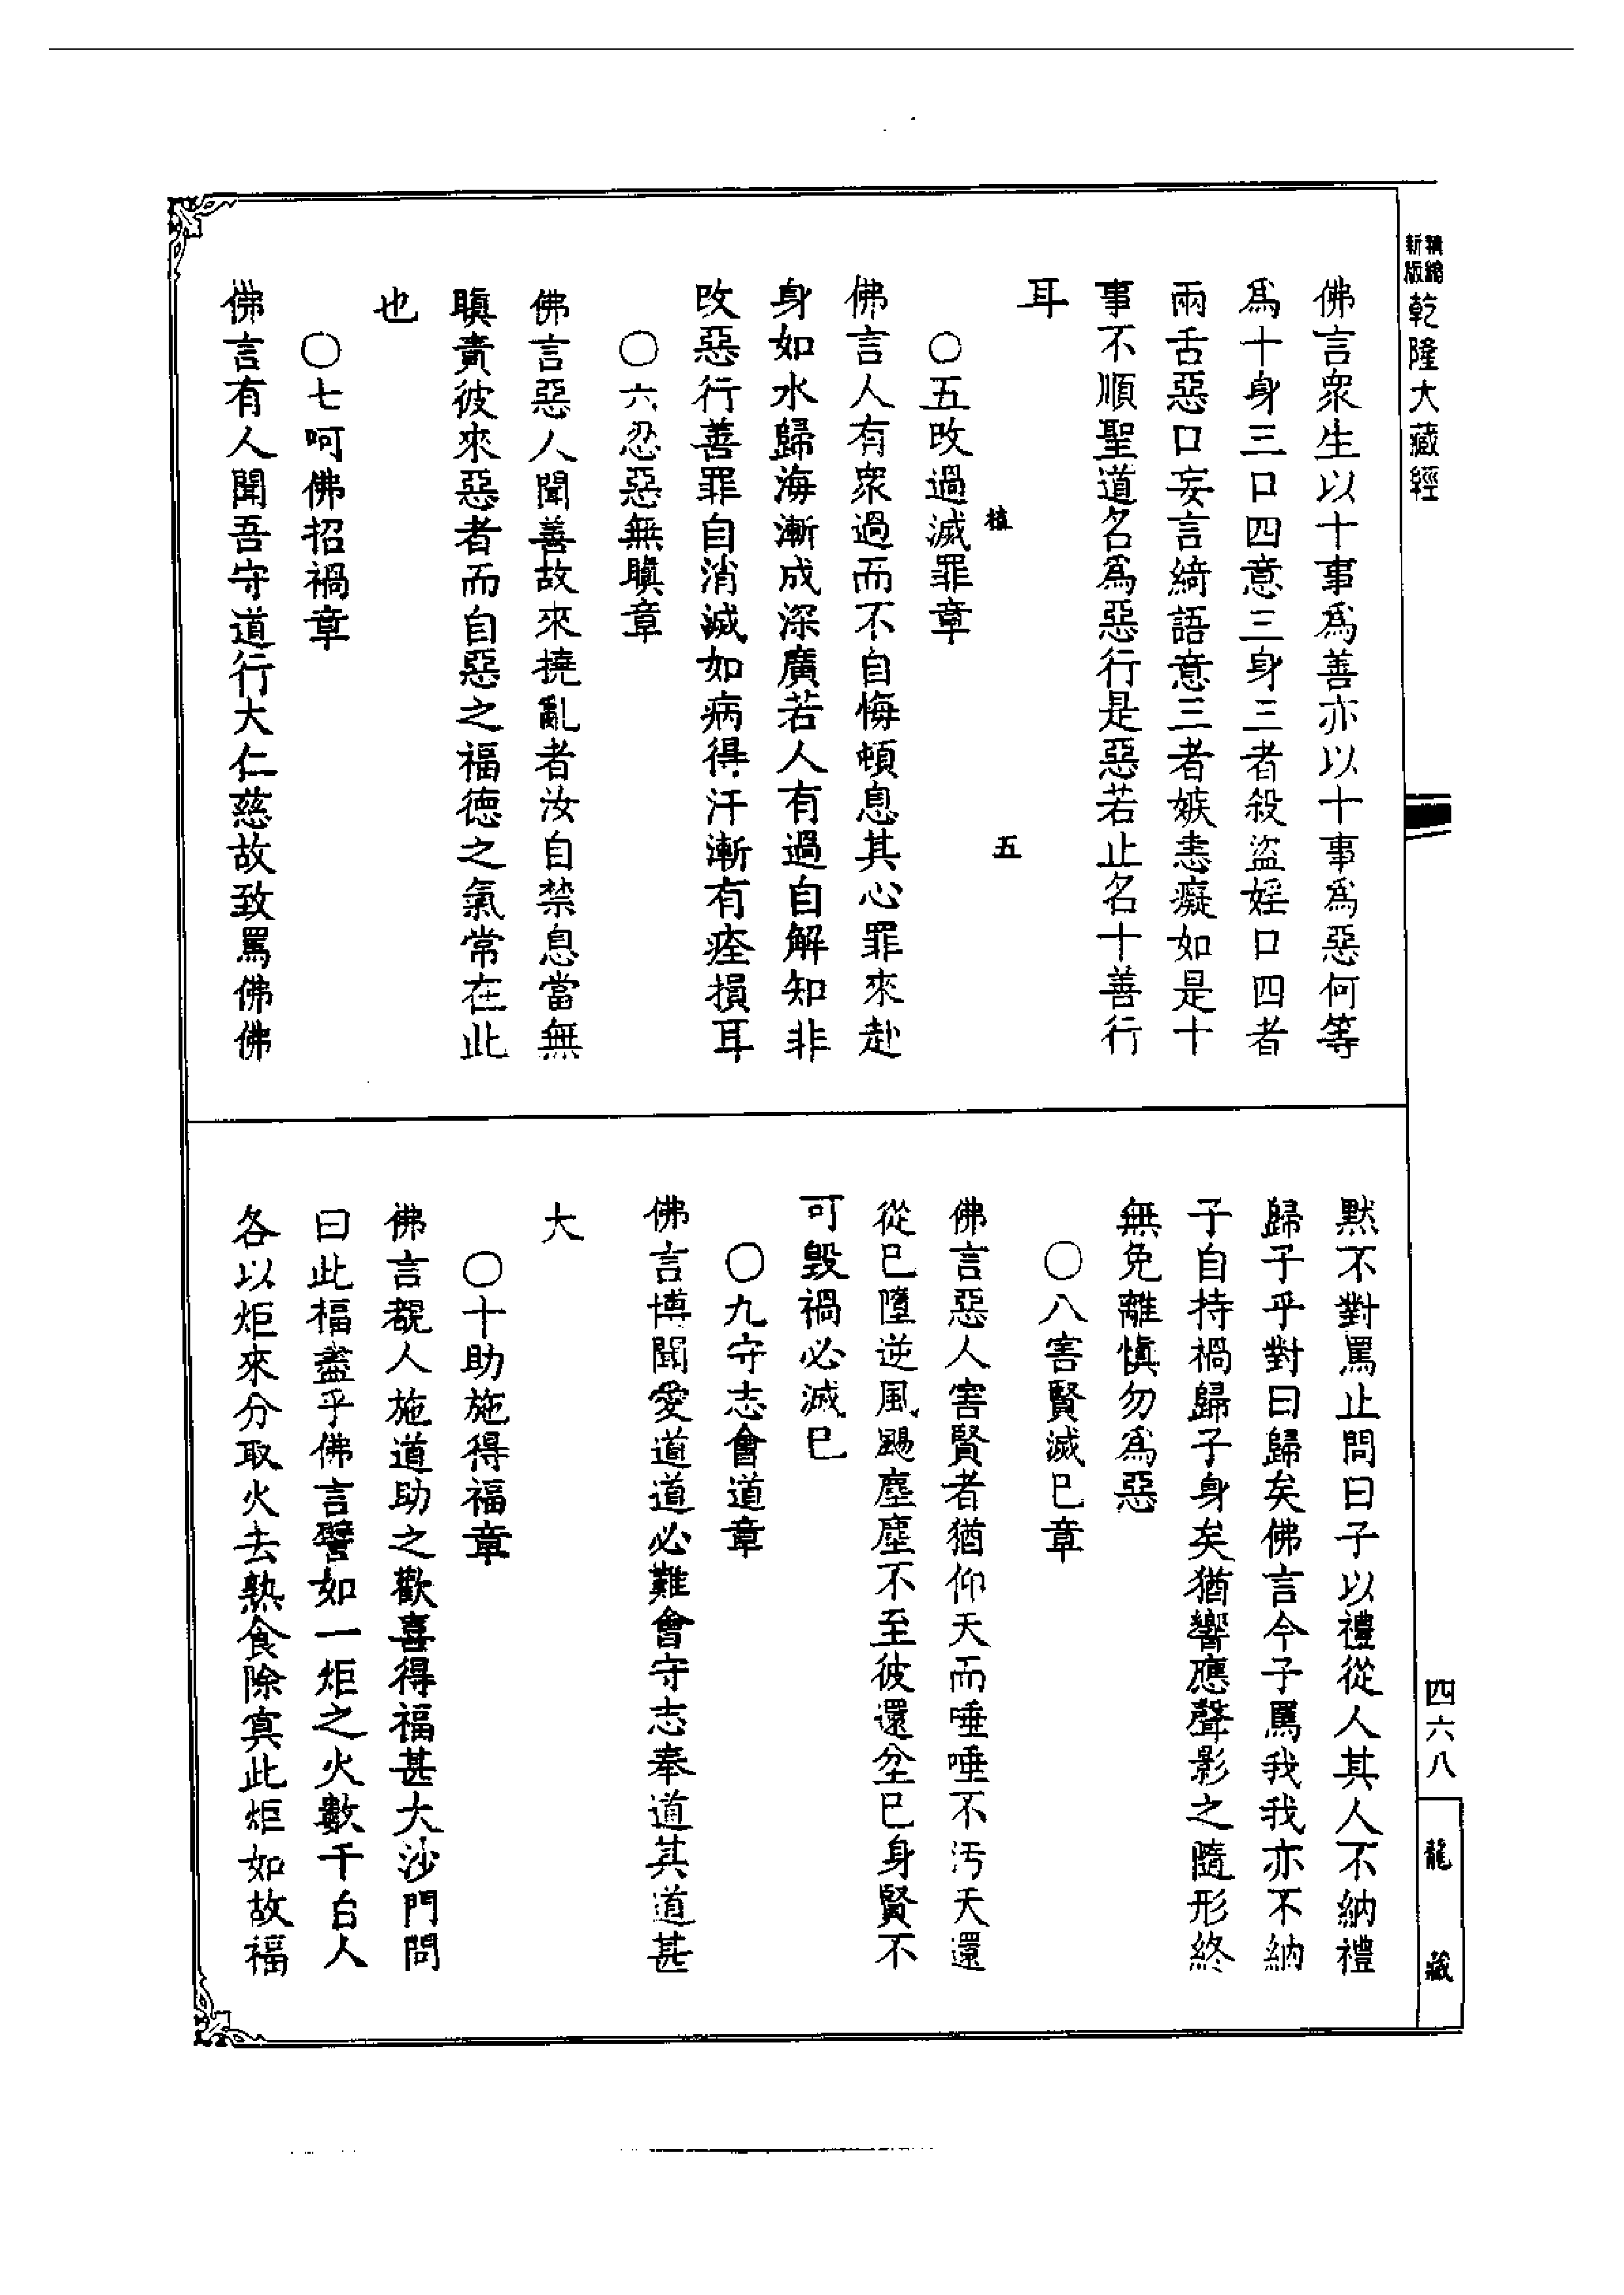 精縮
新版
乾隆大藏經
佛言衆生以十事爲善亦以十事爲惡何等
爲十身三口四意三身三者殺盜婬口四者
兩舌惡口妄言綺語意三者嫉恚癡如是十
事不順聖道名爲惡行是惡若止名十善行
耳
植 五
〇五改過滅罪章
佛言人有衆過而不自悔頓息其心罪來赴
身如水歸海漸成深廣若人有過自解知非
改惡行善罪自消滅如病得汗漸有痊損耳
〇六忍惡無瞋章
佛言惡人聞善故來撓亂者汝自禁息當無
瞋責彼來惡者而自惡之福德之氣常在此
也
〇七呵佛招禍章
佛言有人聞吾守道行大仁慈故致罵佛佛
默不對罵止問曰子以禮從人其人不納禮
歸子乎對曰歸矣佛言今子罵我我亦不納
子自持禍歸子身矣猶響應聲影之隨形終
無免離慎勿爲惡
〇八害賢滅已章
佛言惡人害賢者猶仰天而唾唾不汚天還
從已墮逆風颺塵塵不至彼還坌已身賢不
可毀禍必滅已
〇九守志會道章
佛言博聞愛道道必難會守志奉道其道甚
大
〇十助施得福章
佛言覩人施道助之歡喜得福甚大沙門問
曰此福盡乎佛言譬如一炬之火數千百人
各以炬來分取火去熟食除冥此炬如故福
四六八
龍藏